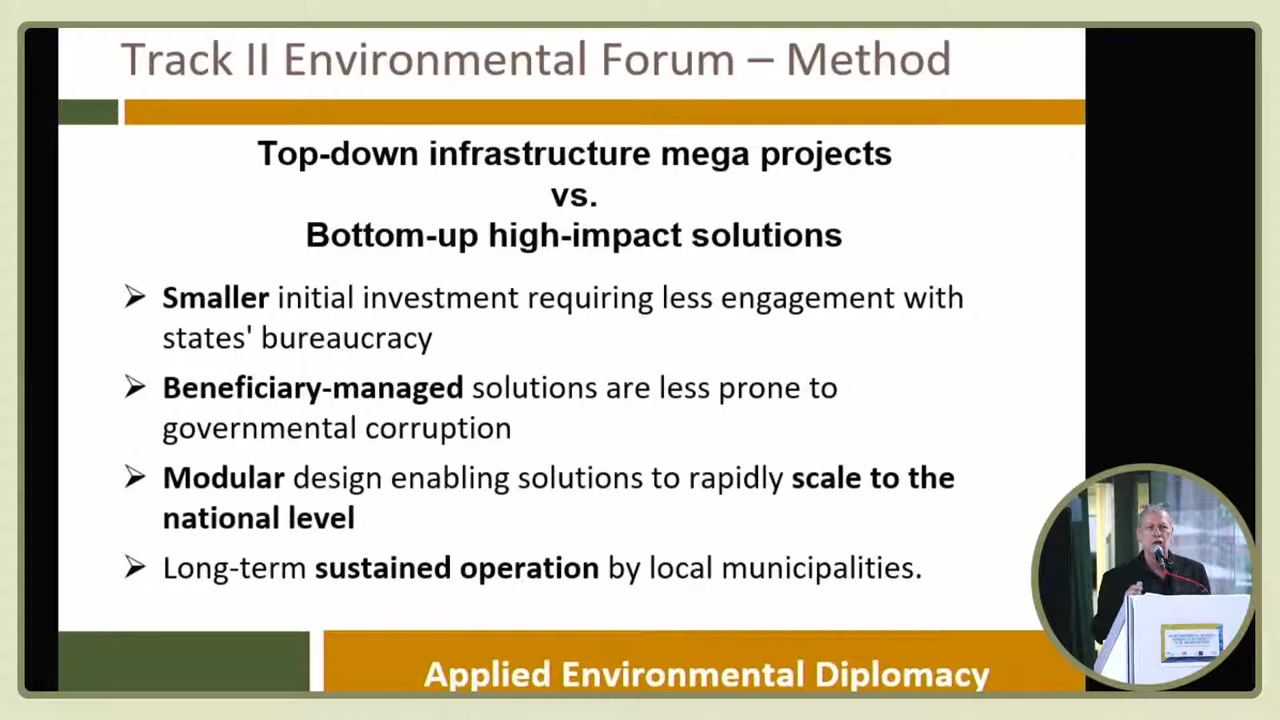 Track II Environmental Forum – Method
Top-down infrastructure mega projects
vs.
Bottom-up high-impact solutions
Smaller initial investment requiring less engagement with
states' bureaucracy
Beneficiary-managed solutions are less prone to
governmental corruption
Modular design enabling solutions to rapidly scale to the
national level
Long-term sustained operation by local municipalities.
Applied Environmental Diplomacy